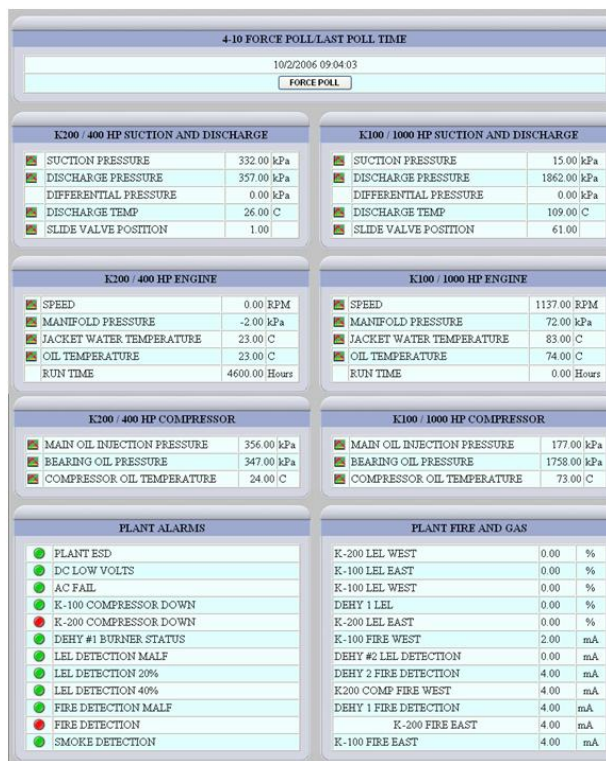 4-10 FORCE POLL/LAST POLL TIME
10/2/2006 09:04:03
FORCE POLL
K200 / 400 HP SUCTION AND DISCHARGE
SUCTION PRESSURE 332.00 kPa
DISCHARGE PRESSURE 357.00 kPa
DIFFERENTIAL PRESSURE 0.00 kPa
DISCHARGE TEMP 26.00 C
SLIDE VALVE POSITION 1.00
K100 / 1000 HP SUCTION AND DISCHARGE
SUCTION PRESSURE 15.00 kPa
DISCHARGE PRESSURE 1862.00 kPa
DIFFERENTIAL PRESSURE 0.00 kPa
DISCHARGE TEMP 109.00 C
SLIDE VALVE POSITION 61.00
K200 / 400 HP ENGINE
SPEED 0.00 RPM
MANIFOLD PRESSURE -2.00 kPa
JACKET WATER TEMPERATURE 23.00 C
OIL TEMPERATURE 23.00 C
RUN TIME 4600.00 Hours
K100 / 1000 HP ENGINE
SPEED 1137.00 RPM
MANIFOLD PRESSURE 72.00 kPa
JACKET WATER TEMPERATURE 83.00 C
OIL TEMPERATURE 74.00 C
RUN TIME 0.00 Hours
K200 / 400 HP COMPRESSOR
MAIN OIL INJECTION PRESSURE 356.00 kPa
BEARING OIL PRESSURE 347.00 kPa
COMPRESSOR OIL TEMPERATURE 24.00 C
K100 / 1000 HP COMPRESSOR
MAIN OIL INJECTION PRESSURE 177.00 kPa
BEARING OIL PRESSURE 1758.00 kPa
COMPRESSOR OIL TEMPERATURE 73.00 C
PLANT ALARMS
PLANT ESD
DC LOW VOLTS
AC FAIL
K-100 COMPRESSOR DOWN
K-200 COMPRESSOR DOWN
DEHY #1 BURNER STATUS
LEL DETECTION MALF
LEL DETECTION 20%
LEL DETECTION 40%
FIRE DETECTION MALF
FIRE DETECTION
SMOKE DETECTION
PLANT FIRE AND GAS
K-200 LEL WEST 0.00 %
K-100 LEL EAST 0.00 %
K-100 LEL WEST 0.00 %
DEHY 1 LEL 0.00 %
K-200 LEL EAST 0.00 %
K-100 FIRE WEST 2.00 mA
DEHY #2 LEL DETECTION 0.00 mA
DEHY 2 FIRE DETECTION 4.00 mA
K200 COMP FIRE WEST 4.00 mA
DEHY 1 FIRE DETECTION 4.00 mA
K-200 FIRE EAST 4.00 mA
K-100 FIRE EAST 4.00 mA